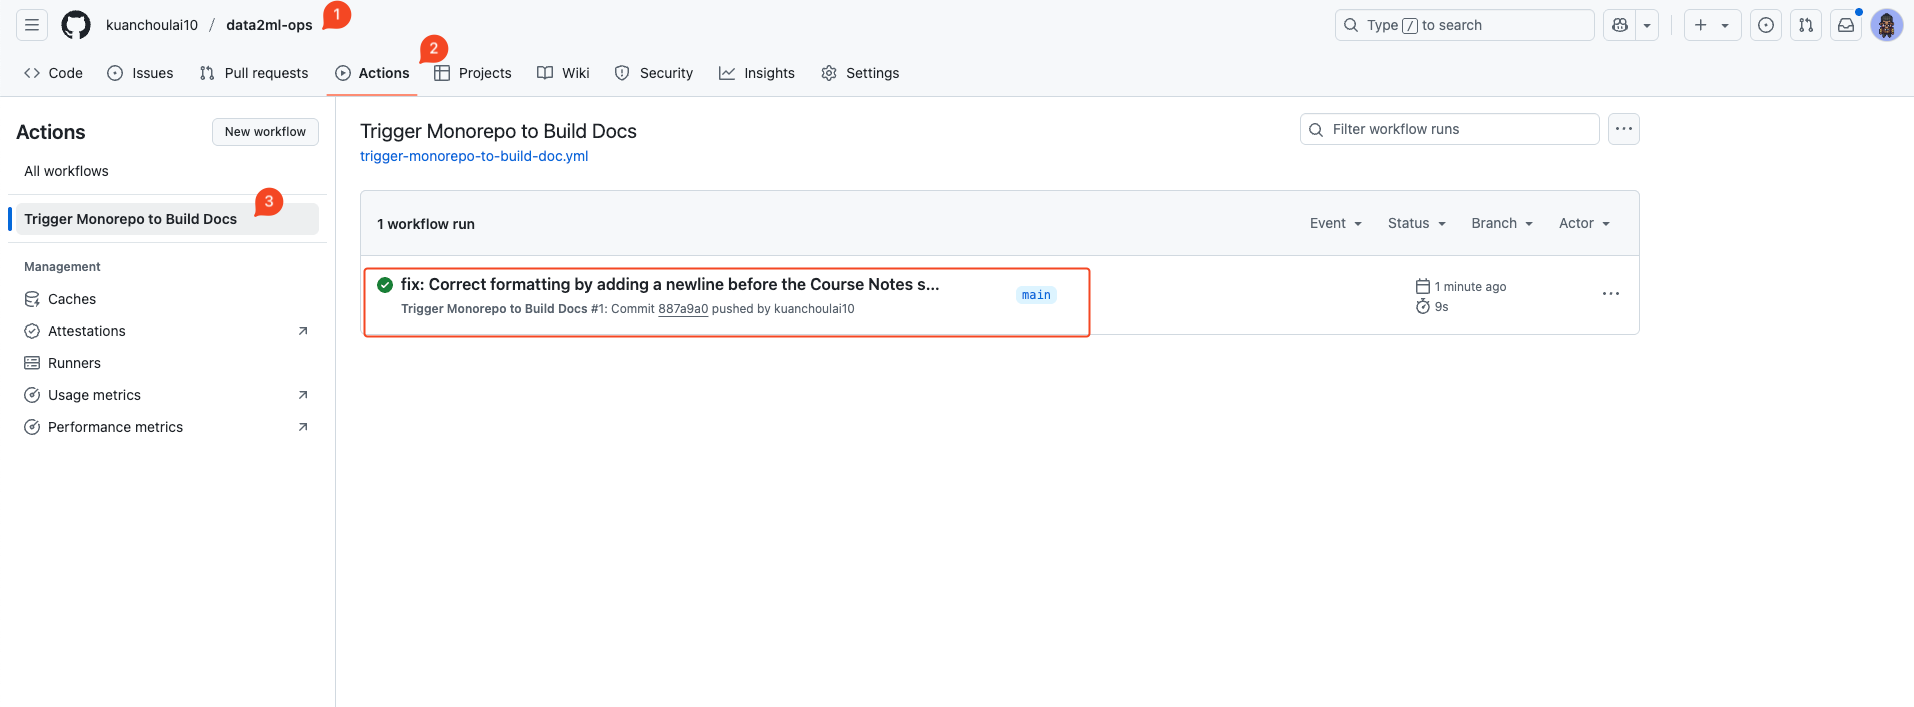 kuanchoulai10 / data2ml-ops 1
Type / to search
2
Code Issues Pull requests Actions Projects Wiki Security Insights Settings
Actions
New workflow
All workflows
3
Trigger Monorepo to Build Docs
Management
Caches
Attestations
Runners
Usage metrics
Performance metrics
Trigger Monorepo to Build Docs
trigger-monorepo-to-build-doc.yml
Filter workflow runs
1 workflow run
Event Status Branch Actor
fix: Correct formatting by adding a newline before the Course Notes s...
Trigger Monorepo to Build Docs #1: Commit 887a9a0 pushed by kuanchoulai10
main
1 minute ago
9s